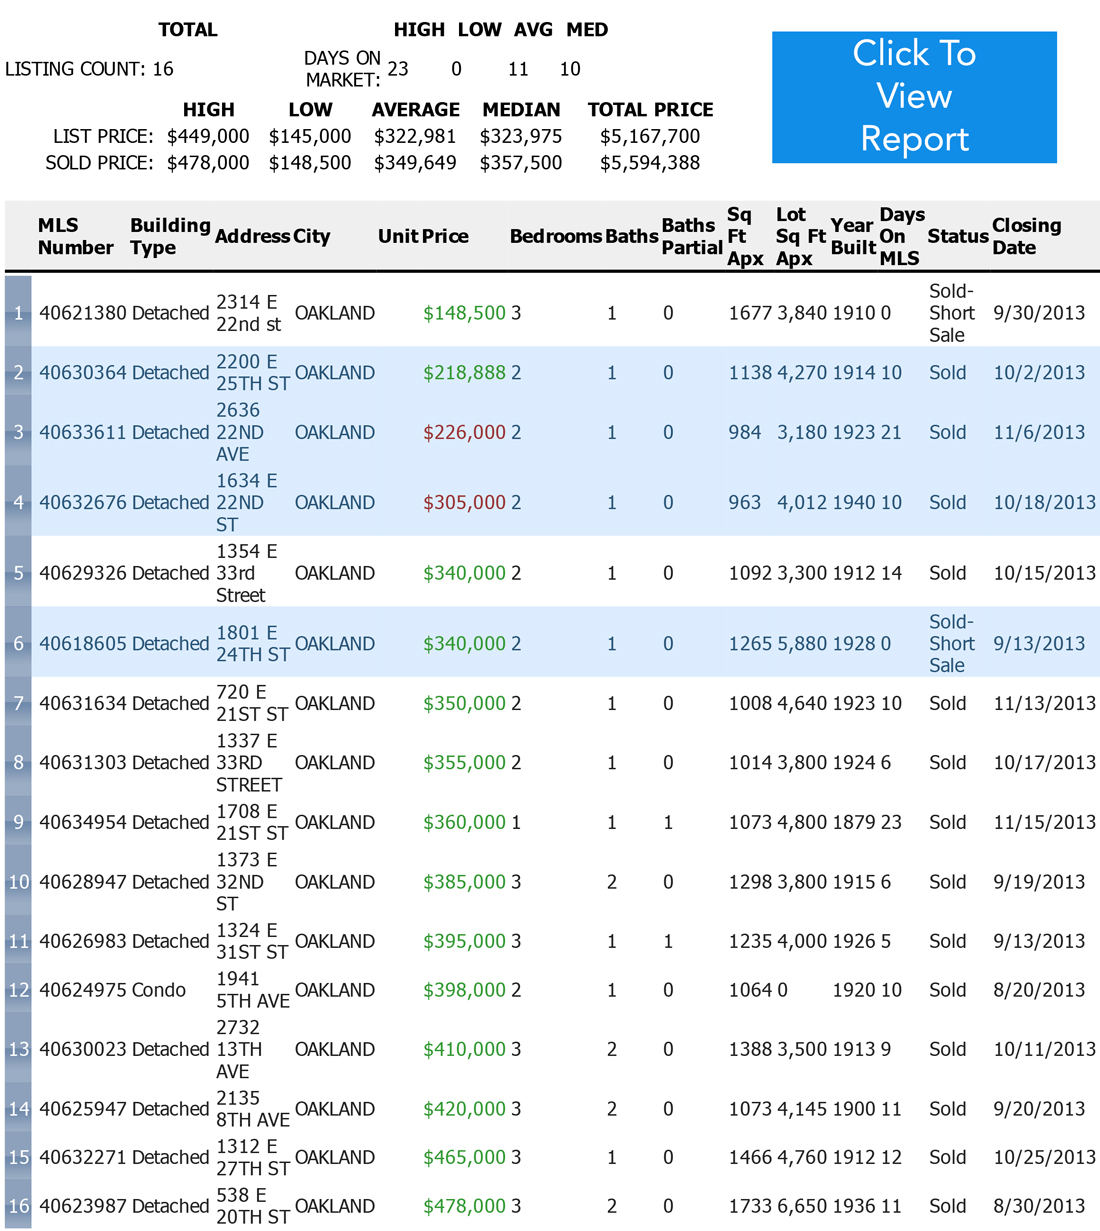 TOTAL HIGH LOW AVG MED
LISTING COUNT: 16 DAYS ON MARKET: 23 0 11 10
HIGH LOW AVERAGE MEDIAN TOTAL PRICE
LIST PRICE: $449,000 $145,000 $322,981 $323,975 $5,167,700
SOLD PRICE: $478,000 $148,500 $349,649 $357,500 $5,594,388
Click To
View
Report
MLS Number Building Type Address City Unit Price Bedrooms Baths Baths Partial Sq Ft Apx Lot Sq Ft Apx Year Built Days On MLS Status Closing Date
1 40621380 Detached 2314 E 22nd st OAKLAND $148,500 3 1 0 1677 3,840 1910 0 Sold-Short Sale 9/30/2013
2 40630364 Detached 2200 E 25TH ST OAKLAND $218,888 2 1 0 1138 4,270 1914 10 Sold 10/2/2013
3 40633611 Detached 2636 22ND AVE OAKLAND $226,000 2 1 0 984 3,180 1923 21 Sold 11/6/2013
4 40632676 Detached 1634 E 22ND ST OAKLAND $305,000 2 1 0 963 4,012 1940 10 Sold 10/18/2013
5 40629326 Detached 1354 E 33rd Street OAKLAND $340,000 2 1 0 1092 3,300 1912 14 Sold 10/15/2013
6 40618605 Detached 1801 E 24TH ST OAKLAND $340,000 2 1 0 1265 5,880 1928 0 Sold-Short Sale 9/13/2013
7 40631634 Detached 720 E 21ST ST OAKLAND $350,000 2 1 0 1008 4,640 1923 10 Sold 11/13/2013
8 40631303 Detached 1337 E 33RD STREET OAKLAND $355,000 2 1 0 1014 3,800 1924 6 Sold 10/17/2013
9 40634954 Detached 1708 E 21ST ST OAKLAND $360,000 1 1 1 1073 4,800 1879 23 Sold 11/15/2013
10 40628947 Detached 1373 E 32ND ST OAKLAND $385,000 3 2 0 1298 3,800 1915 6 Sold 9/19/2013
11 40626983 Detached 1324 E 31ST ST OAKLAND $395,000 3 1 1 1235 4,000 1926 5 Sold 9/13/2013
12 40624975 Condo 1941 5TH AVE OAKLAND $398,000 2 1 0 1064 0 1920 10 Sold 8/20/2013
13 40630023 Detached 2732 13TH AVE OAKLAND $410,000 3 2 0 1388 3,500 1913 9 Sold 10/11/2013
14 40625947 Detached 2135 8TH AVE OAKLAND $420,000 3 2 0 1073 4,145 1900 11 Sold 9/20/2013
15 40632271 Detached 1312 E 27TH ST OAKLAND $465,000 3 1 0 1466 4,760 1912 12 Sold 10/25/2013
16 40623987 Detached 538 E 20TH ST OAKLAND $478,000 3 2 0 1733 6,650 1936 11 Sold 8/30/2013